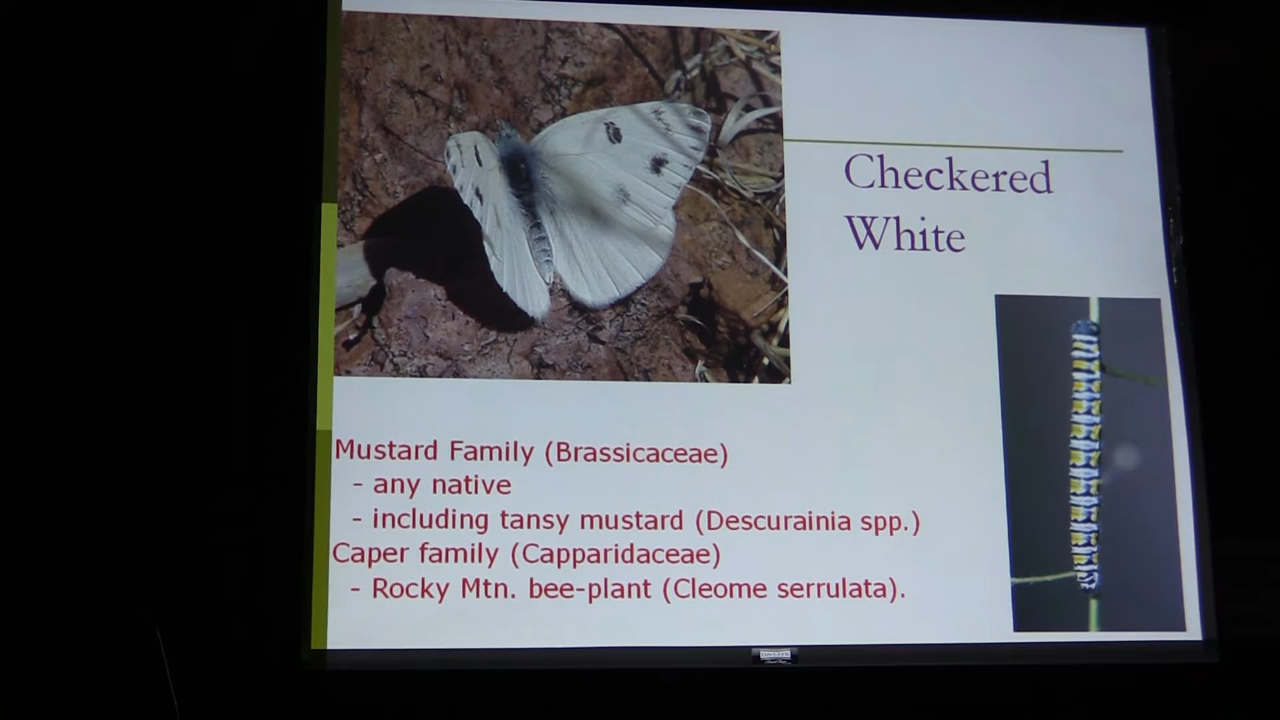 Checkered
White
Mustard Family (Brassicaceae)
- any native
- including tansy mustard (Descurainia spp.)
Caper family (Capparidaceae)
- Rocky Mtn. bee-plant (Cleome serrulata).